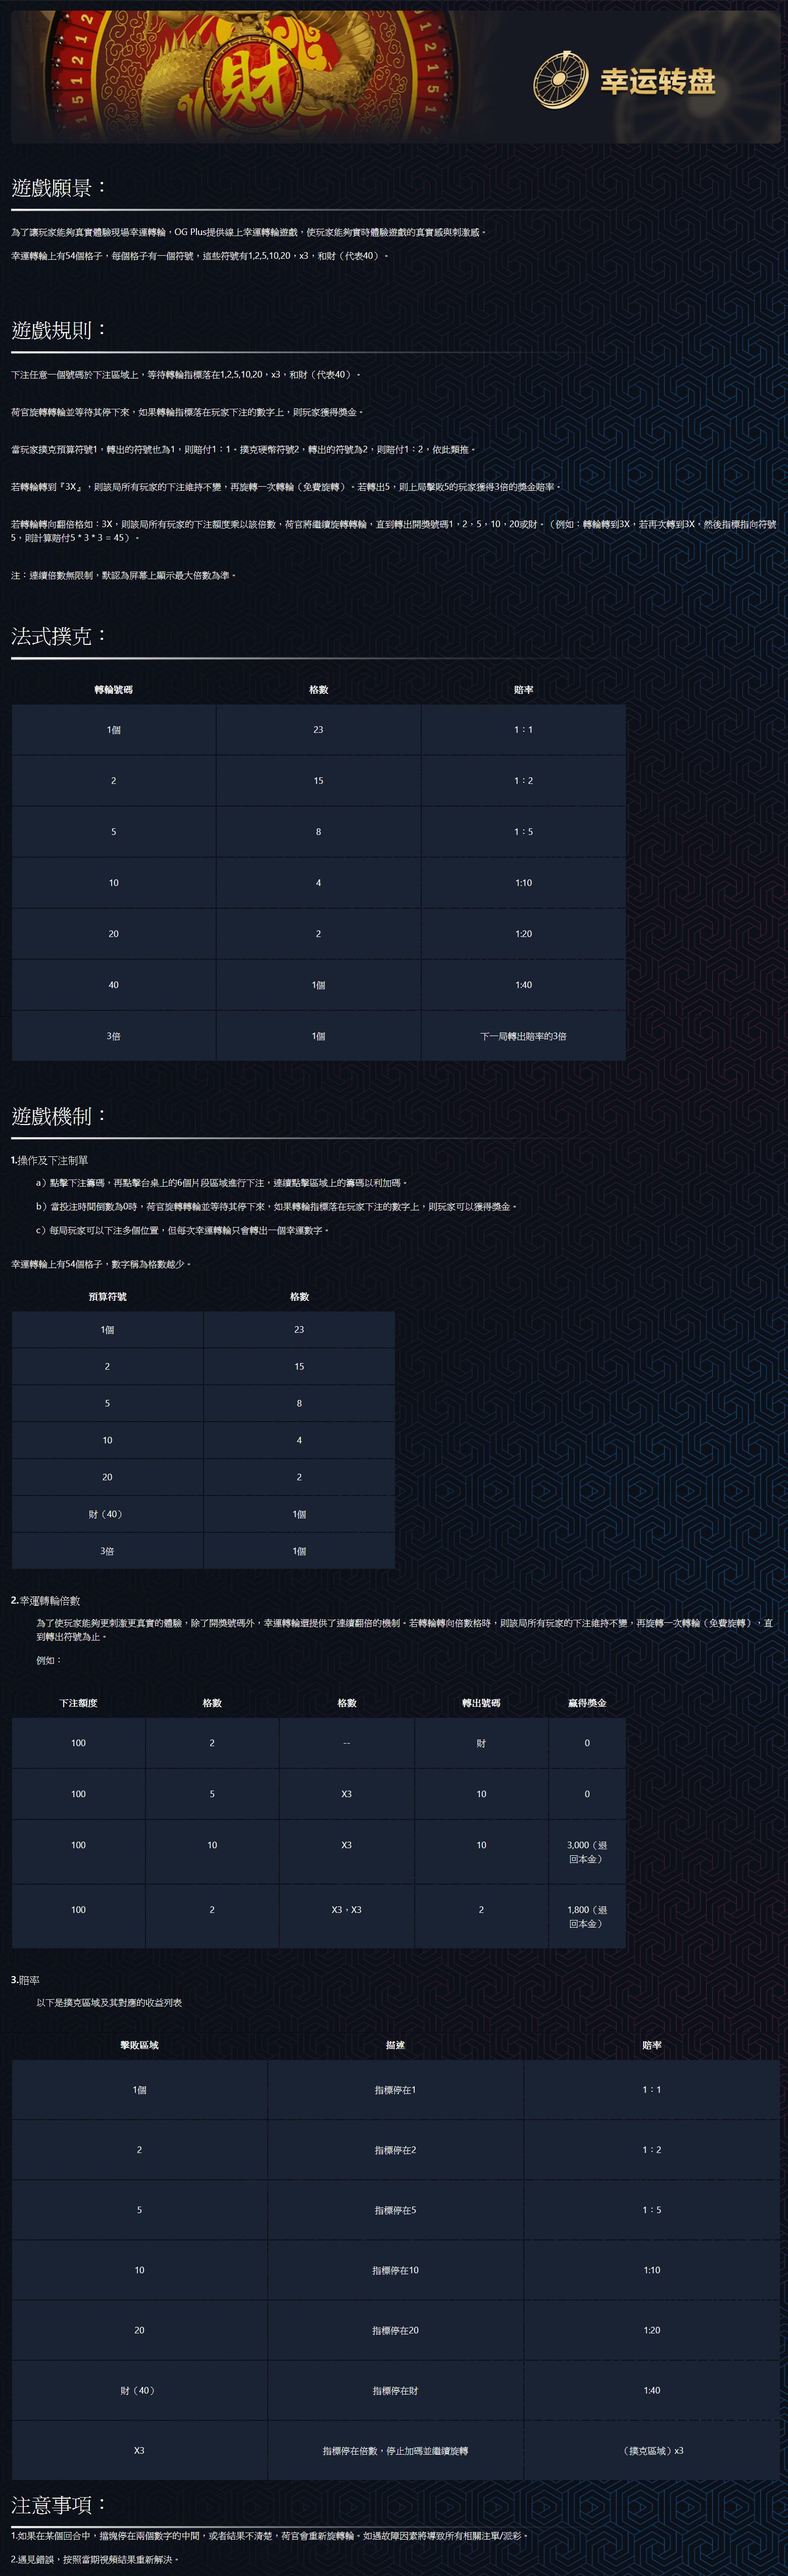 財
幸运转盘
遊戲願景：
為了讓玩家能夠真實體驗現場幸運轉輪，OG Plus提供線上幸運轉輪遊戲，使玩家能夠實時體驗遊戲的真實感與刺激感。
幸運轉輪上有54個格子，每個格子有一個符號，這些符號有1,2,5,10,20，x3，和財（代表40）。
遊戲規則：
下注任意一個號碼於下注區域上，等待轉輪指標落在1,2,5,10,20，x3，和財（代表40）。
荷官旋轉轉輪並等待其停下來，如果轉輪指標落在玩家下注的數字上，則玩家獲得獎金。
當玩家撲克預算符號1，轉出的符號也為1，則賠付1：1。撲克硬幣符號2，轉出的符號為2，則賠付1：2，依此類推。
若轉輪轉到『3X』，則該局所有玩家的下注維持不變，再旋轉一次轉輪（免費旋轉）。若轉出5，則上局擊敗5的玩家獲得3倍的獎金賠率。
若轉輪轉向翻倍格如：3X，則該局所有玩家的下注額度乘以該倍數，荷官將繼續旋轉轉輪，直到轉出開獎號碼1，2，5，10，20或財。（例如：轉輪轉到3X，若再次轉到3X，然後指標指向符號
5，則計算賠付5 * 3 * 3 = 45）。
注：連續倍數無限制，默認為屏幕上顯示最大倍數為準。
法式撲克：
轉輪號碼 格數 賠率
1個 23 1：1
2 15 1：2
5 8 1：5
10 4 1:10
20 2 1:20
40 1個 1:40
3倍 1個 下一局轉出賠率的3倍
遊戲機制：
1.操作及下注制單
a）點擊下注籌碼，再點擊台桌上的6個片段區域進行下注，連續點擊區域上的籌碼以利加碼。
b）當投注時間倒數為0時，荷官旋轉轉輪並等待其停下來，如果轉輪指標落在玩家下注的數字上，則玩家可以獲得獎金。
c）每局玩家可以下注多個位置，但每次幸運轉輪只會轉出一個幸運數字。
幸運轉輪上有54個格子，數字稱為格數越少。
預算符號 格數
1個 23
2 15
5 8
10 4
20 2
財（40） 1個
3倍 1個
2.幸運轉輪倍數
為了使玩家能夠更刺激更真實的體驗，除了開獎號碼外，幸運轉輪還提供了連續翻倍的機制。若轉輪轉向倍數格時，則該局所有玩家的下注維持不變，再旋轉一次轉輪（免費旋轉），直
到轉出符號為止。
例如：
下注額度 格數 格數 轉出號碼 贏得獎金
100 2 -- 財 0
100 5 X3 10 0
100 10 X3 10 3,000（退
回本金）
100 2 X3，X3 2 1,800（退
回本金）
3.賠率
以下是撲克區域及其對應的收益列表
擊敗區域 描述 賠率
1個 指標停在1 1：1
2 指標停在2 1：2
5 指標停在5 1：5
10 指標停在10 1:10
20 指標停在20 1:20
財（40） 指標停在財 1:40
X3 指標停在倍數，停止加碼並繼續旋轉 （撲克區域）x3
注意事項：
1.如果在某個回合中，擋塊停在兩個數字的中間，或者結果不清楚，荷官會重新旋轉輪。如遇故障因素將導致所有相關注單/派彩。
2.遇見錯誤，按照當期視頻結果重新解決。